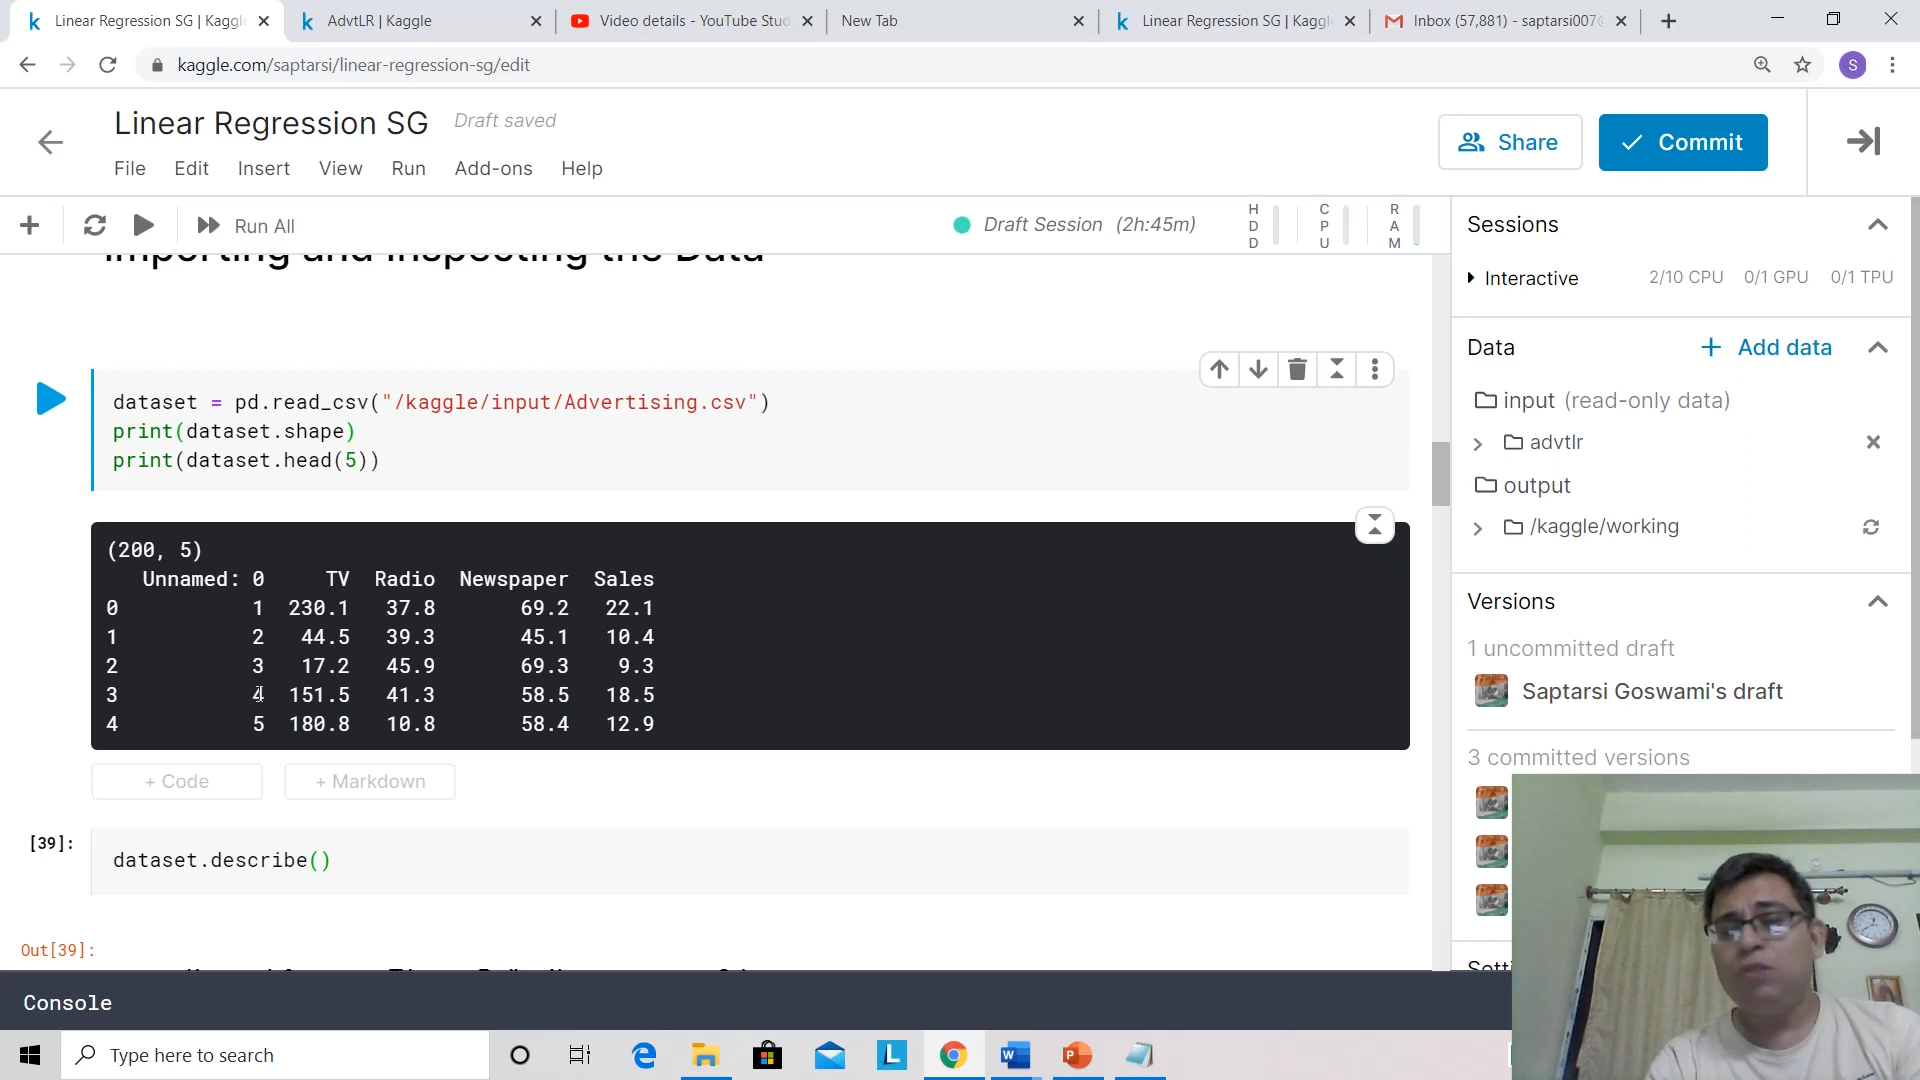 Linear Regression SG | Kaggle
AdvtLR | Kaggle
Video details - YouTube Stud
New Tab
Linear Regression SG | Kaggle
Inbox (57,881) - saptarsi007@
kaggle.com/saptarsi/linear-regression-sg/edit
S
Linear Regression SG
Draft saved
Share
Commit
File Edit Insert View Run Add-ons Help
Run All
Draft Session (2h:45m)
HDD
CPU
RAM
Importing and Inspecting the Data
dataset = pd.read_csv("/kaggle/input/Advertising.csv")
print(dataset.shape)
print(dataset.head(5))
(200, 5)
Unnamed: 0 TV Radio Newspaper Sales
0 1 230.1 37.8 69.2 22.1
1 2 44.5 39.3 45.1 10.4
2 3 17.2 45.9 69.3 9.3
3 4 151.5 41.3 58.5 18.5
4 5 180.8 10.8 58.4 12.9
+ Code
+ Markdown
[39]:
dataset.describe()
Out[39]:
Console
Sessions
Interactive 2/10 CPU 0/1 GPU 0/1 TPU
Data
+ Add data
input (read-only data)
advtlr
output
/kaggle/working
Versions
1 uncommitted draft
Saptarsi Goswami's draft
3 committed versions
Type here to search